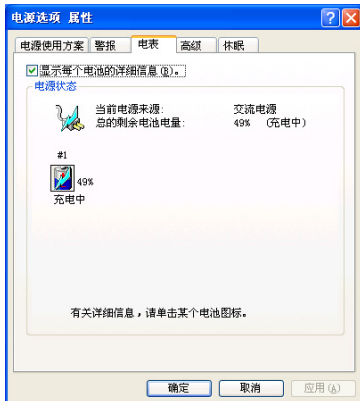 电源选项 属性
电源使用方案 警报 电表 高级 休眠
显示每个电池的详细信息(D)。
电源状态
当前电源来源: 交流电源
总的剩余电池电量: 49% (充电中)
#1
49%
充电中
有关详细信息，请单击某个电池图标。
确定 取消 应用(A)